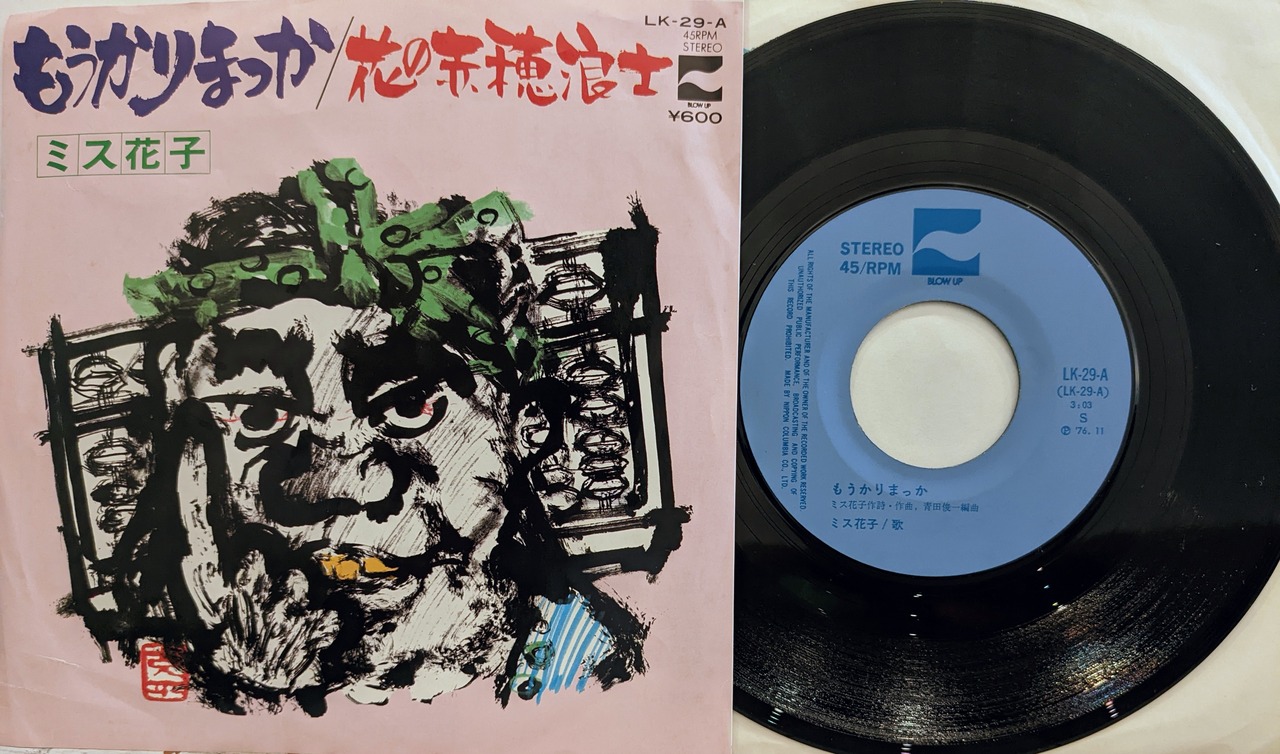 もうかりまっか/花の赤穂浪士
LK-29-A
45RPM
STEREO
BLOW UP
¥600
ミス花子
STEREO
45/RPM
BLOW UP
ALL RIGHTS OF THE MANUFACTURER AND OF THE OWNER OF THE RECORDED WORK RESERVED.
UNAUTHORIZED PUBLIC PERFORMANCE, BROADCASTING AND COPYING OF
THIS RECORD PROHIBITED. MADE BY NIPPON COLUMBIA CO., LTD.
LK-29-A
(LK-29-A)
3:03
S
Ⓟ '76. 11
もうかりまっか
ミス花子作詩・作曲、青田俊一編曲
ミス花子/歌